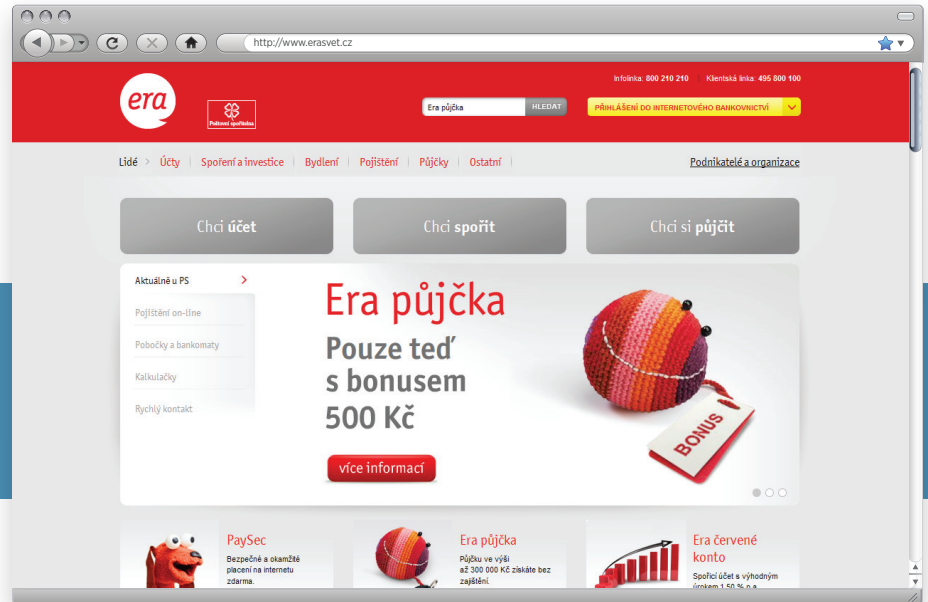 http://www.erasvet.cz
Infolinka: 800 210 210 Klientská linka: 495 800 100
era
Poštovní spořitelna
Era půjčka
HLEDAT
PŘIHLÁŠENÍ DO INTERNETOVÉHO BANKOVNICTVÍ
Lidé > Účty Spoření a investice Bydlení Pojištění Půjčky Ostatní Podnikatelé a organizace
Chci účet
Chci spořit
Chci si půjčit
Aktuálně u PS
Pojištění on-line
Pobočky a bankomaty
Kalkulačky
Rychlý kontakt
Era půjčka
Pouze teď
s bonusem
500 Kč
více informací
BONUS
PaySec
Bezpečné a okamžité
placení na internetu
zdarma.
Era půjčka
Půjčku ve výši
až 300 000 Kč získáte bez
zajištění.
Era červené
konto
Spořicí účet s výhodným
úrokem 1,50 % p.a.